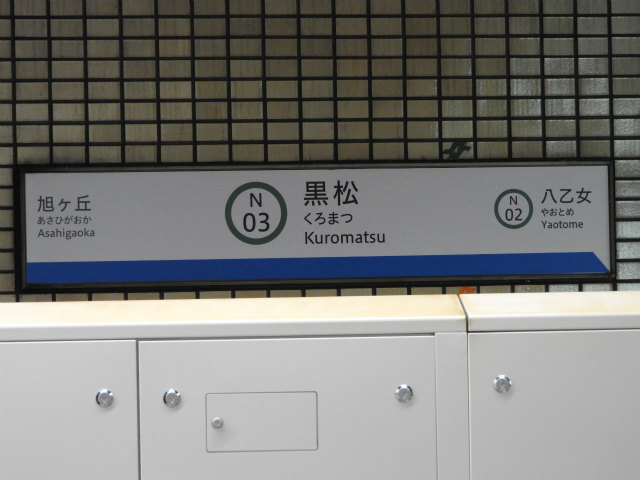 旭ヶ丘
あさひがおか
Asahigaoka
N
03
黒松
くろまつ
Kuromatsu
N
02
八乙女
やおとめ
Yaotome